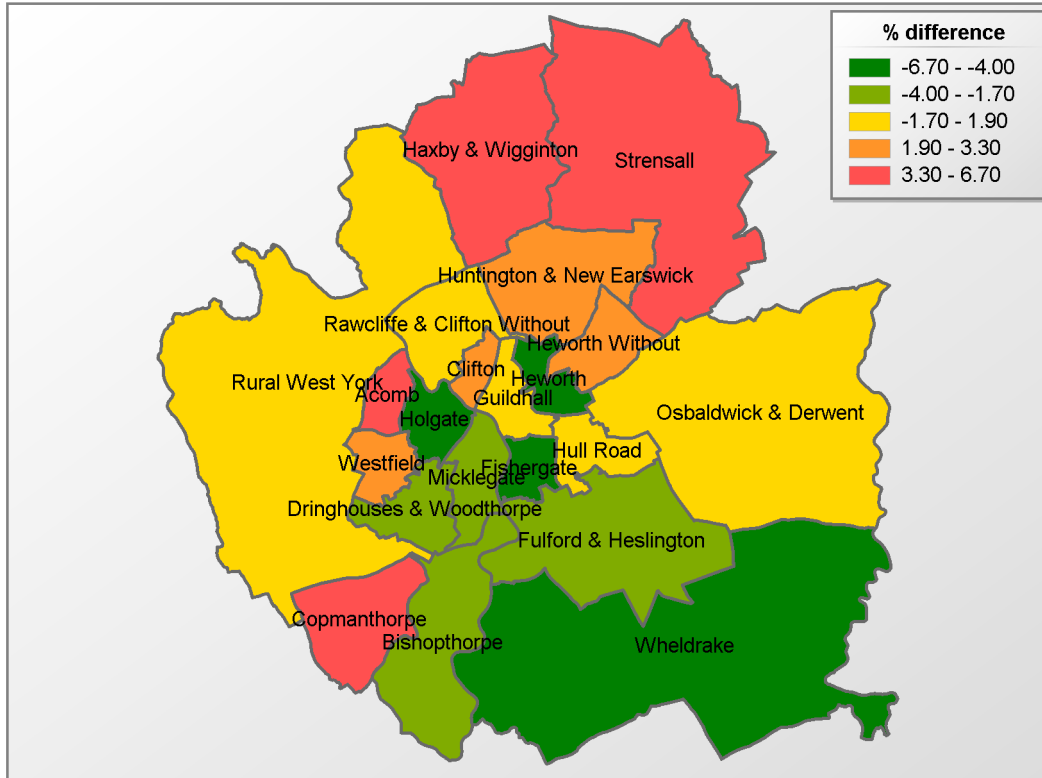 % difference
-6.70 - -4.00
-4.00 - -1.70
-1.70 - 1.90
1.90 - 3.30
3.30 - 6.70
Haxby & Wigginton
Strensall
Huntington & New Earswick
Rawcliffe & Clifton Without
Heworth Without
Clifton
Heworth
Rural West York
Acomb
Guildhall
Osbaldwick & Derwent
Holgate
Hull Road
Westfield
Fishergate
Micklegate
Dringhouses & Woodthorpe
Fulford & Heslington
Copmanthorpe
Bishopthorpe
Wheldrake